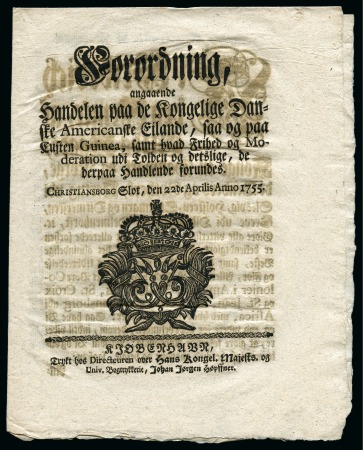 Forordning,
angaaende
Handelen paa de Kongelige Dan-
ske Americanske Eilande, saa og paa
Custen Guinea, samt hvad Frihed og Mo-
deration udi Tolden og deslige, de
derpaa Handlende forundes.
CHRISTIANSBORG Slot, den 22de Aprilis Anno 1755.
KIØBENHAVN,
Trykt hos Directeuren over Hans Kongel. Majests. og
Univ. Bogtrykkerie, Johan Jørgen Høpffner.